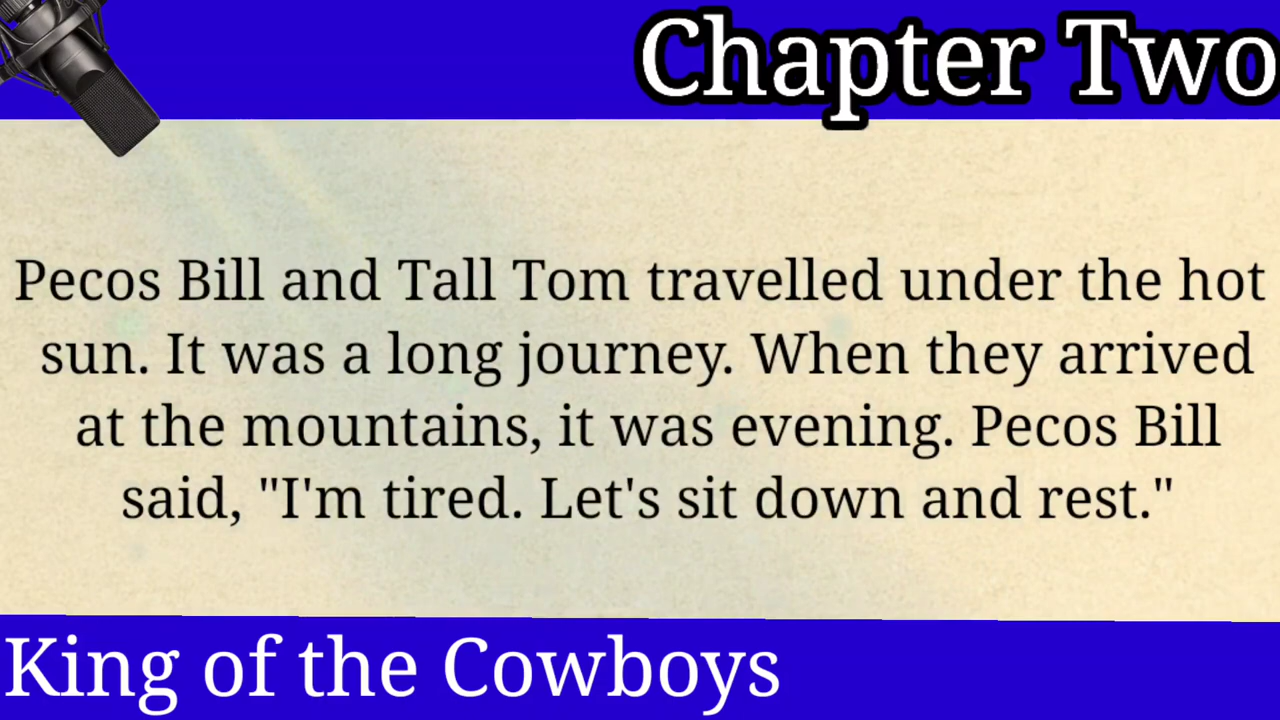 Chapter Two
Pecos Bill and Tall Tom travelled under the hot
sun. It was a long journey. When they arrived
at the mountains, it was evening. Pecos Bill
said, "I'm tired. Let's sit down and rest."
King of the Cowboys